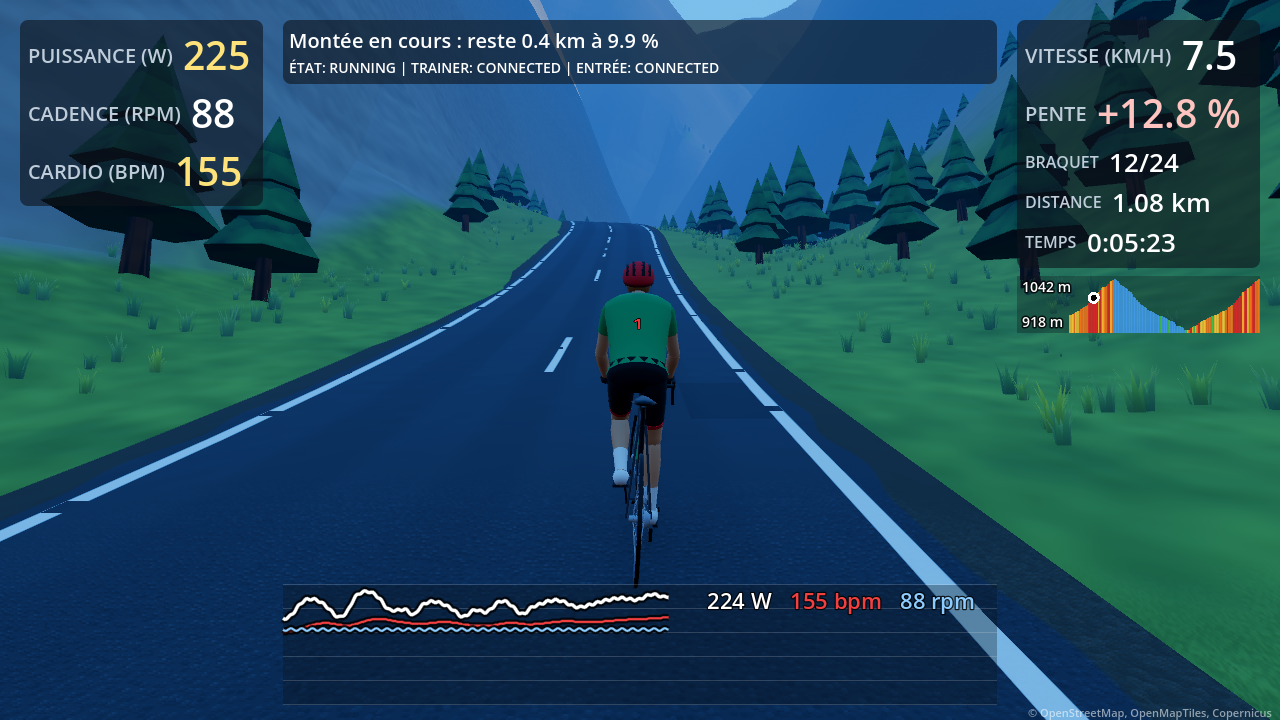 PUISSANCE (W) 225
CADENCE (RPM) 88
CARDIO (BPM) 155
Montée en cours : reste 0.4 km à 9.9 %
ÉTAT: RUNNING | TRAINER: CONNECTED | ENTRÉE: CONNECTED
VITESSE (KM/H) 7.5
PENTE +12.8 %
BRAQUET 12/24
DISTANCE 1.08 km
TEMPS 0:05:23
1042 m
918 m
1
224 W 155 bpm 88 rpm
© OpenStreetMap, OpenMapTiles, Copernicus